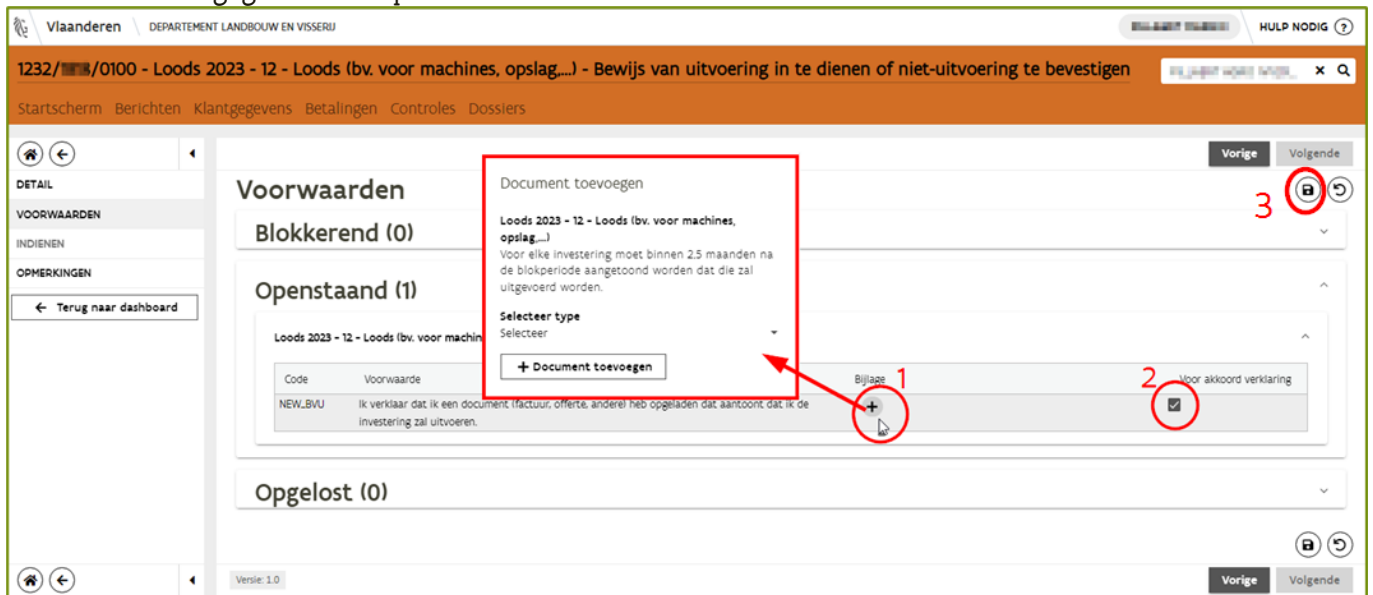 Vlaanderen DEPARTEMENT LANDBOUW EN VISSERIJ HULP NODIG ?
1232/ /0100 - Loods 2023 - 12 - Loods (bv. voor machines, opslag,...) - Bewijs van uitvoering in te dienen of niet-uitvoering te bevestigen
Startscherm Berichten Klantgegevens Betalingen Controles Dossiers
Vorige Volgende
DETAIL
VOORWAARDEN
INDIENEN
OPMERKINGEN
← Terug naar dashboard
Voorwaarden
3
Blokkerend (0)
Openstaand (1)
Loods 2023 - 12 - Loods (bv. voor machin
Code Voorwaarde Bijlage 1 2 Voor akkoord verklaring
NEW_BVU Ik verklaar dat ik een document (factuur, offerte, andere) heb opgeladen dat aantoont dat ik de
investering zal uitvoeren.
Document toevoegen
Loods 2023 - 12 - Loods (bv. voor machines,
opslag,...)
Voor elke investering moet binnen 2.5 maanden na
de blokperiode aangetoond worden dat die zal
uitgevoerd worden.
Selecteer type
Selecteer
+ Document toevoegen
Opgelost (0)
Versie: 1.0
Vorige Volgende